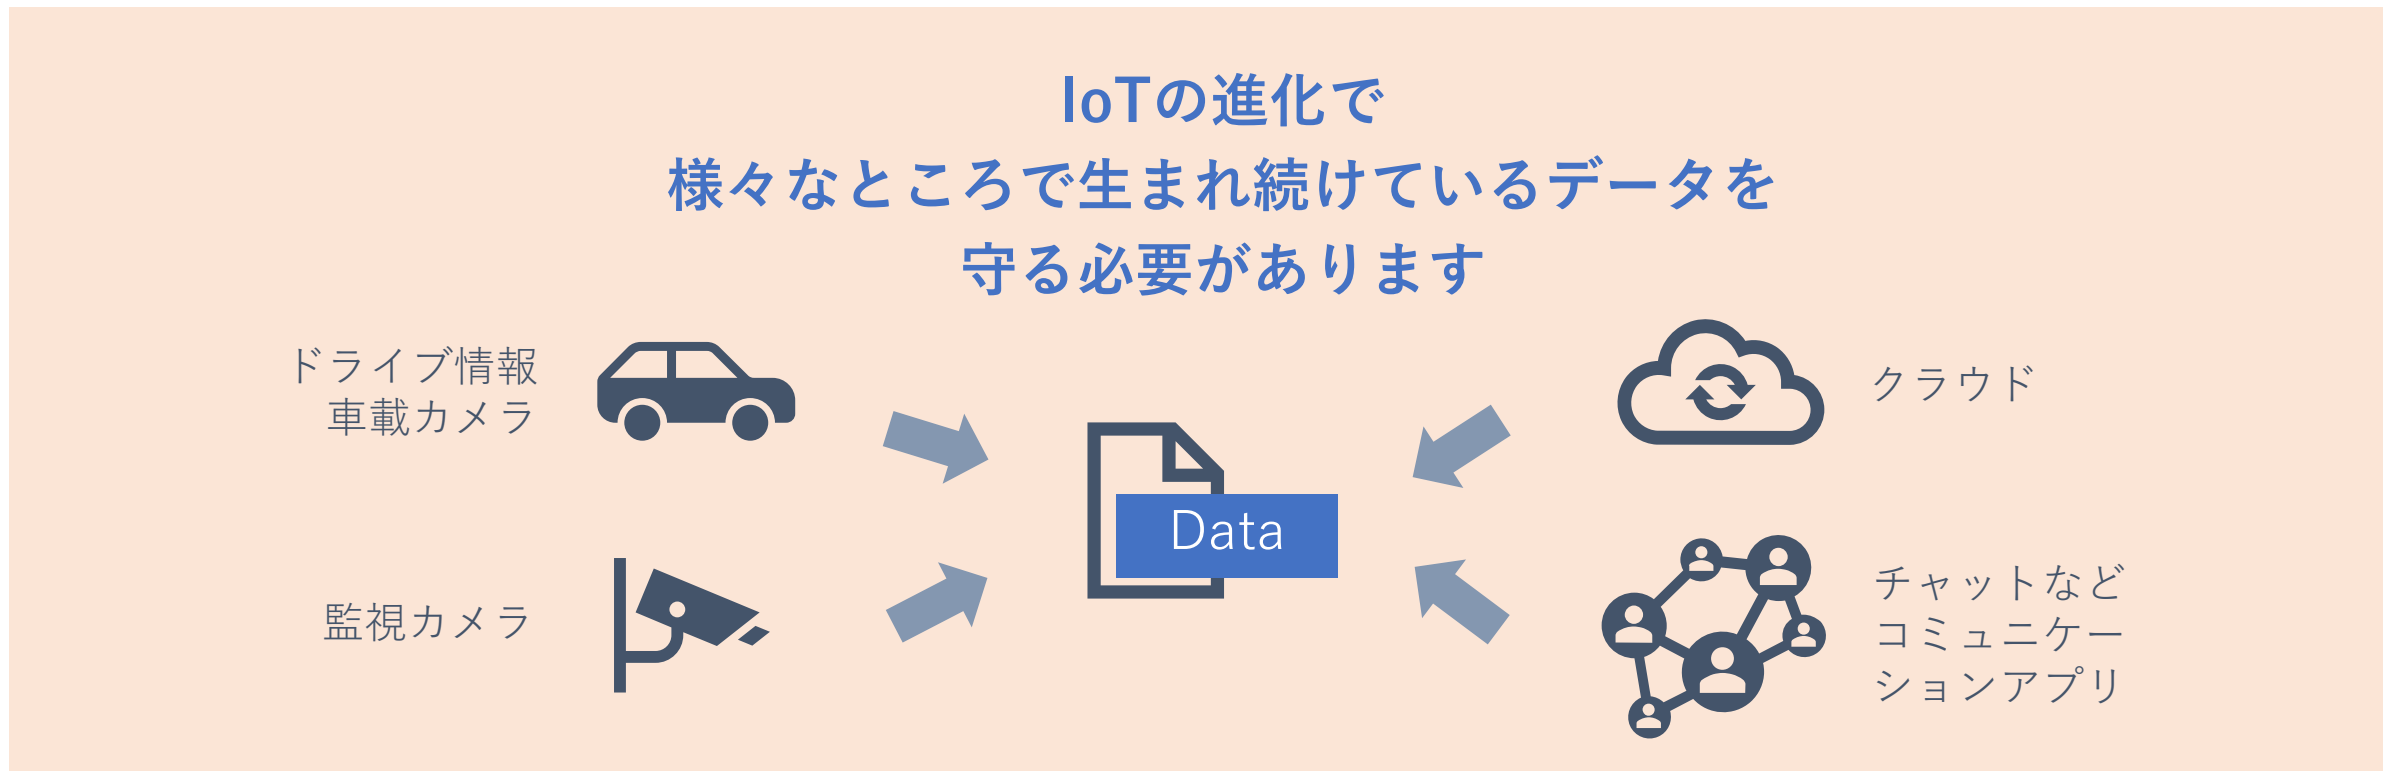 IoTの進化で
様々なところで生まれ続けているデータを
守る必要があります
ドライブ情報
車載カメラ
クラウド
Data
監視カメラ
チャットなど
コミュニケー
ションアプリ